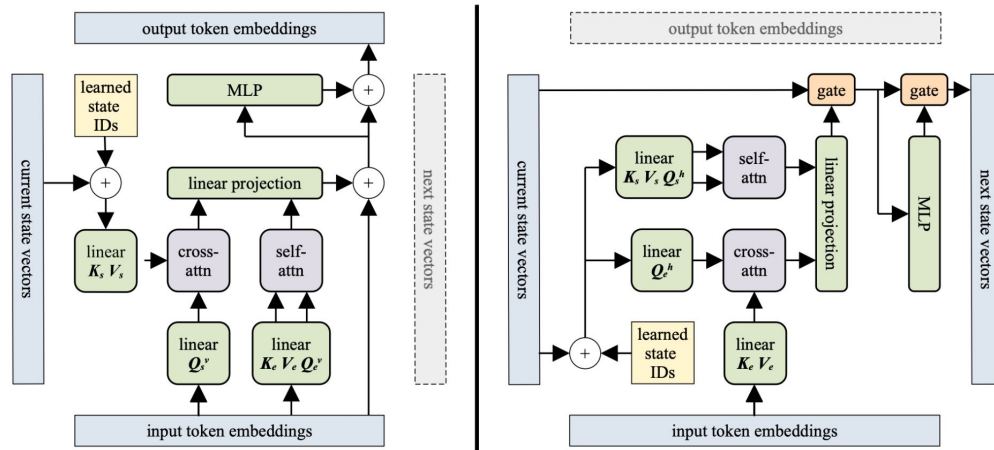 output token embeddings
current state vectors
learned
state
IDs
+
linear
K_s V_s
MLP
+
linear projection
+
cross-
attn
self-
attn
linear
Q_s^v
linear
K_e V_e Q_e^v
next state vectors
input token embeddings
output token embeddings
current state vectors
gate
gate
linear
K_s V_s Q_s^h
self-
attn
linear
Q_e^h
cross-
attn
linear projection
MLP
+
learned
state
IDs
linear
K_e V_e
next state vectors
input token embeddings